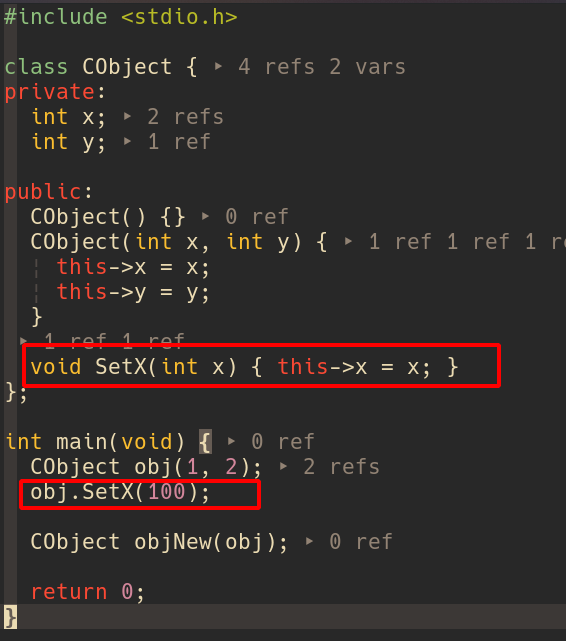 #include <stdio.h>
class CObject { ▸ 4 refs 2 vars
private:
int x; ▸ 2 refs
int y; ▸ 1 ref
public:
CObject() {} ▸ 0 ref
CObject(int x, int y) { ▸ 1 ref 1 ref 1 re
this->x = x;
this->y = y;
}
▸ 1 ref 1 ref
void SetX(int x) { this->x = x; }
};
int main(void) { ▸ 0 ref
CObject obj(1, 2); ▸ 2 refs
obj.SetX(100);
CObject objNew(obj); ▸ 0 ref
return 0;
}